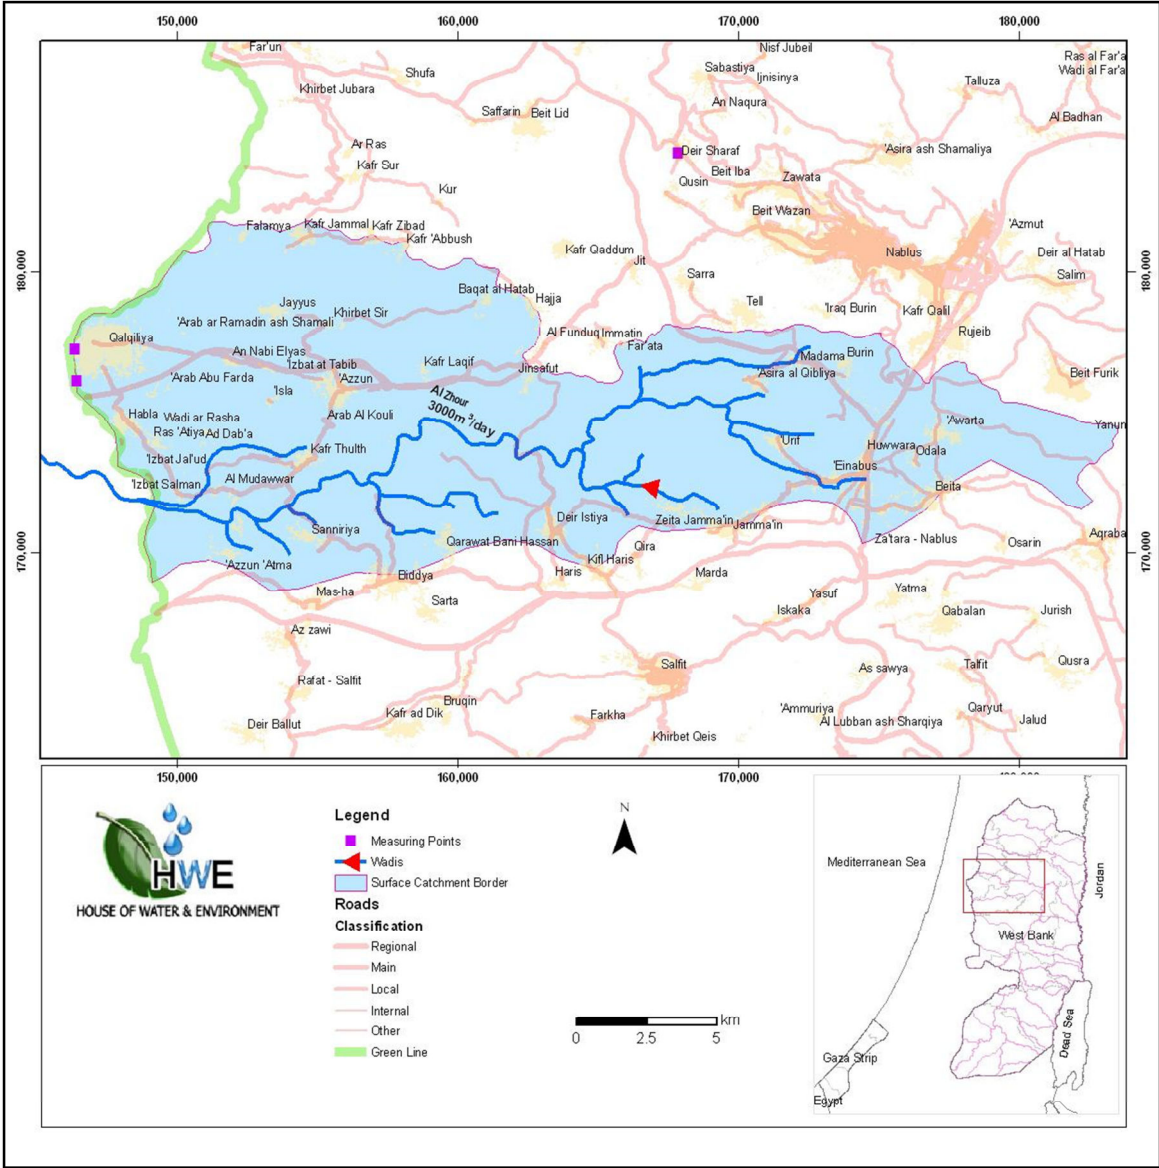 150,000 160,000 170,000 180,000
Far'un
Nisf Jubeil
Ras al Far'a
Wadi al Far'a
Shufa
Sabastiya
Ijnisinya
Talluza
Khirbet Jubara
An Naqura
Saffarin
Beit Lid
Al Badhan
Ar Ras
Deir Sharaf
'Asira ash Shamaliya
Kafr Sur
Beit Iba
Zawata
Qusin
Kur
Beit Wazan
Falamya
Kafr Jammal
Kafr Zibad
'Azmut
Kafr 'Abbush
Kafr Qaddum
Nablus
Deir al Hatab
Jit
180,000
180,000
Sarra
Salim
Baqat al Hatab
Hajja
Jayyus
Tell
'Iraq Burin
Kafr Qalil
Khirbet Sir
'Arab ar Ramadin ash Shamali
Al Funduq
Immatin
Rujeib
Qalqiliya
Far'ata
An Nabi Elyas
Madama
Burin
'Izbat at Tabib
Kafr Laqif
Jinsafut
'Asira al Qibliya
Beit Furik
'Arab Abu Farda
'Azzun
'Isla
Al Zhour
3000m³/day
Habla
Wadi ar Rasha
Arab Al Kouli
'Awarta
Yanun
Ras 'Atiya
Ad Dab'a
'Urif
Huwwara
Odala
Kafr Thulth
'Izbat Jal'ud
'Einabus
Al Mudawwar
'Izbat Salman
Beita
Deir Istiya
Zeita Jamma'in
Jamma'in
Sanniriya
Aqraba
Qarawat Bani Hassan
Qira
Za'tara - Nablus
Osarin
170,000
170,000
'Azzun 'Atma
Kifl Haris
Biddya
Haris
Marda
Mas-ha
Yatma
Yasuf
Sarta
Iskaka
Qabalan
Jurish
Az zawi
Salfit
As sawya
Talfit
Qusra
Rafat - Salfit
Bruqin
Kafr ad Dik
Farkha
'Ammuriya
Qaryut
Deir Ballut
Al Lubban ash Sharqiya
Jalud
Khirbet Qeis
150,000 160,000 170,000
HWE
HOUSE OF WATER & ENVIRONMENT
Legend
Measuring Points
Wadis
Surface Catchment Border
Roads
Classification
Regional
Main
Local
Internal
Other
Green Line
N
km
0 2.5 5
Mediterranean Sea
Jordan
West Bank
Dead Sea
Gaza Strip
Egypt